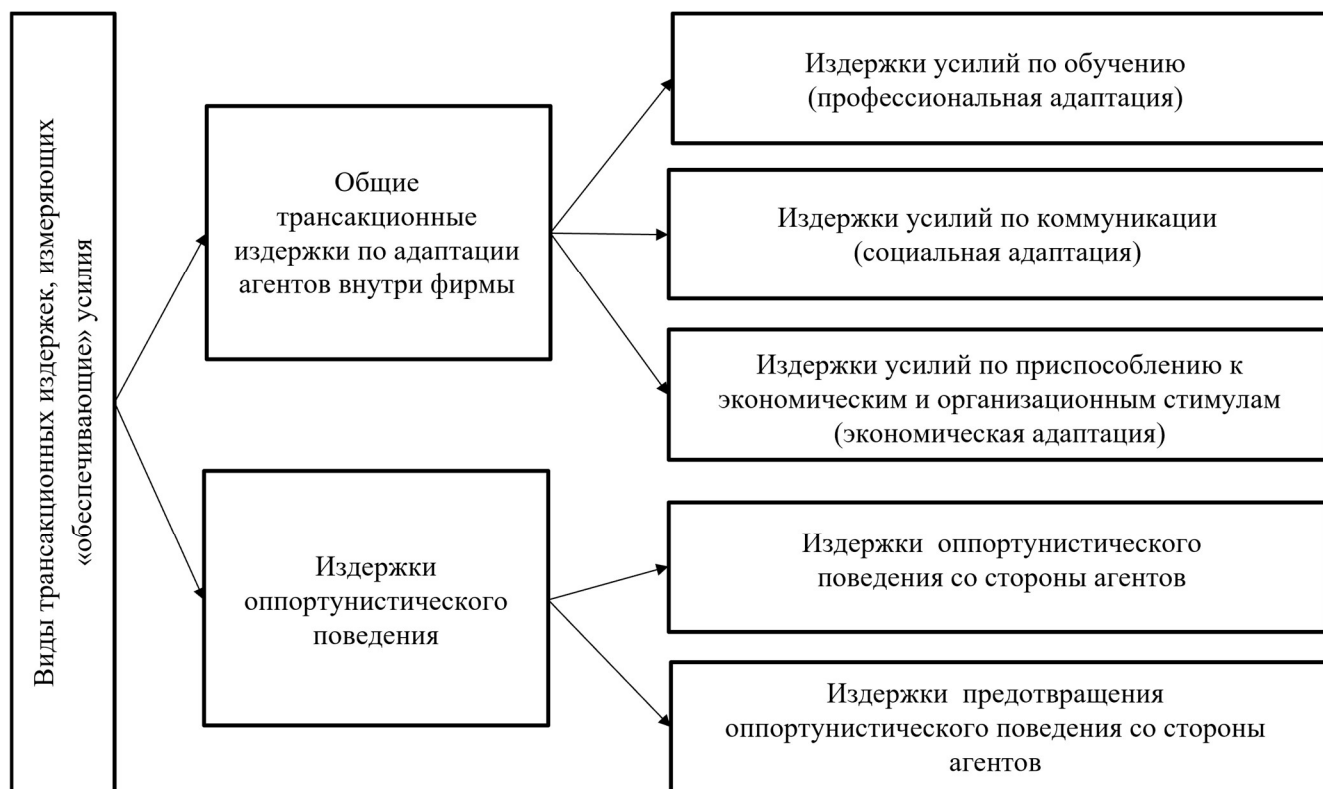 Виды трансакционных издержек, измеряющих
«обеспечивающие» усилия
Общие
трансакционные
издержки по адаптации
агентов внутри фирмы
Издержки усилий по обучению
(профессиональная адаптация)
Издержки усилий по коммуникации
(социальная адаптация)
Издержки усилий по приспособлению к
экономическим и организационным стимулам
(экономическая адаптация)
Издержки
оппортунистического
поведения
Издержки оппортунистического
поведения со стороны агентов
Издержки предотвращения
оппортунистического поведения со стороны
агентов